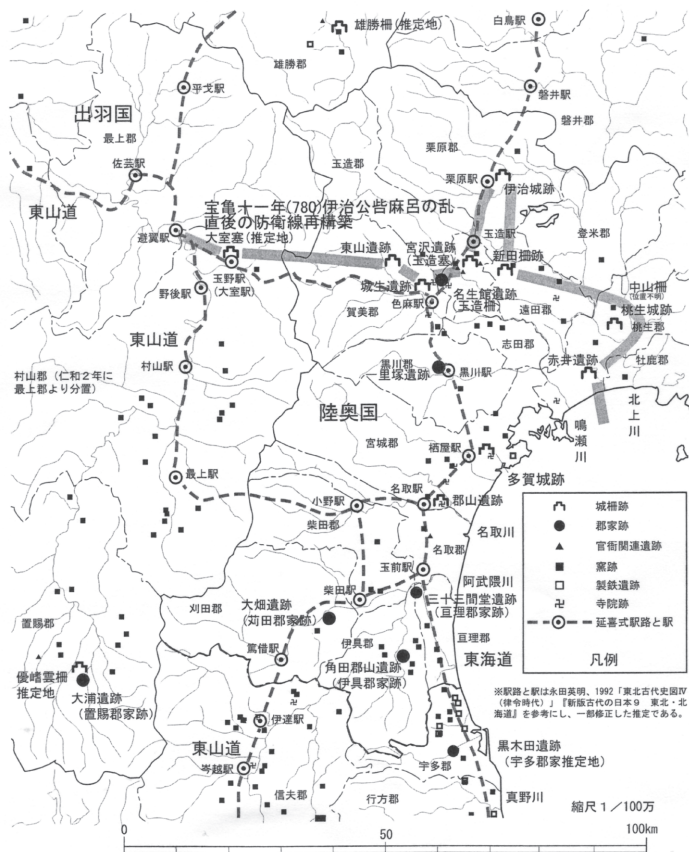 雄勝柵(推定地)
白鳥駅
雄勝郡
平戈駅
磐井駅
出羽国
磐井郡
最上郡
玉造郡
栗原郡
佐芸駅
栗原駅
伊治城跡
東山道
宝亀十一年(780)伊治公呰麻呂の乱
直後の防衛線再構築
登米郡
避翼駅
大室塞(推定地)
東山遺跡
宮沢遺跡
(玉造塞)
玉造駅
新田柵跡
中山柵
(位置不明)
玉野駅
(大室駅)
城生遺跡
名生館遺跡
(玉造柵)
桃生城跡
野後駅
賀美郡
色麻駅
遠田郡
桃生郡
東山道
志田郡
赤井遺跡
牡鹿郡
村山郡(仁和2年に
最上郡より分置)
村山駅
黒川郡
一里塚遺跡
黒川駅
北上川
鳴瀬川
陸奥国
宮城郡
栖屋駅
多賀城跡
最上駅
名取駅
小野駅
郡山遺跡
柴田郡
名取川
名取郡
玉前駅
阿武隈川
柴田駅
三十三間堂遺跡
(亘理郡家跡)
刈田郡
大畑遺跡
(苅田郡家跡)
置賜郡
伊具郡
亘理郡
篤借駅
角田郡山遺跡
(伊具郡家跡)
東海道
優嶆曇柵
推定地
大浦遺跡
(置賜郡家跡)
伊達駅
東山道
黒木田遺跡
(宇多郡家推定地)
宇多郡
岑越駅
信夫郡
行方郡
真野川
城柵跡
郡家跡
官衙関連遺跡
窯跡
製鉄遺跡
寺院跡
延喜式駅路と駅
凡例
※駅路と駅は永田英明、1992「東北古代史図Ⅳ
(律令時代)」『新版古代の日本9 東北・北
海道』を参考にし、一部修正した推定である。
縮尺1/100万
0
50
100km